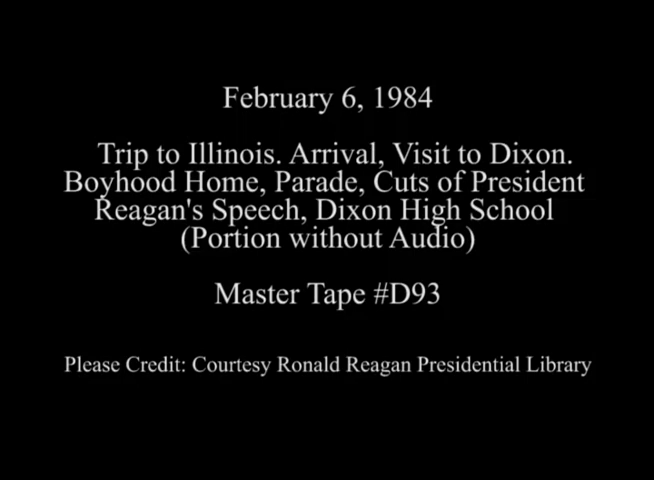 February 6, 1984
Trip to Illinois. Arrival, Visit to Dixon.
Boyhood Home, Parade, Cuts of President
Reagan's Speech, Dixon High School
(Portion without Audio)
Master Tape #D93
Please Credit: Courtesy Ronald Reagan Presidential Library